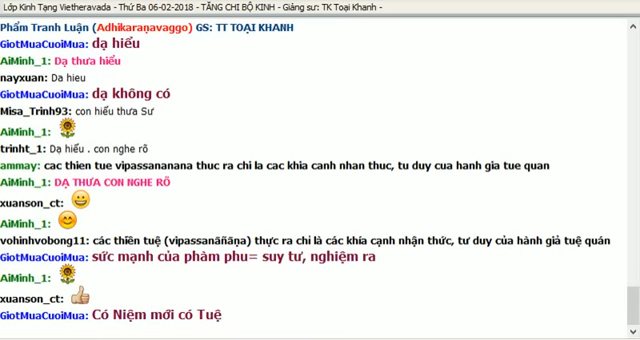 Lớp Kinh Tạng Vietheravada - Thứ Ba 06-02-2018 - TĂNG CHI BỘ KINH - Giảng sư: TK Toại Khanh -
Phẩm Tranh Luận (Adhikaraṇavaggo) GS: TT TOẠI KHANH
GiotMuaCuoiMua: dạ hiểu
AiMinh_1: Dạ thưa hiểu
nayxuan: Da hieu
GiotMuaCuoiMua: dạ không có
Misa_Trinh93: con hiểu thưa Sư
AiMinh_1:
trinht_1: Dạ hiểu . con nghe rõ
ammay: cac thien tue vipassananana thuc ra chi la cac khia canh nhan thuc, tu duy cua hanh gia tue quan
AiMinh_1: DẠ THƯA CON NGHE RÕ
xuanson_ct:
AiMinh_1:
vohinhvobong11: các thiền tuệ (vipassanāñāṇa) thực ra chỉ là các khía cạnh nhận thức, tư duy của hành giả tuệ quán
GiotMuaCuoiMua: sức mạnh của phàm phu= suy tư, nghiệm ra
AiMinh_1:
xuanson_ct:
GiotMuaCuoiMua: Có Niệm mới có Tuệ